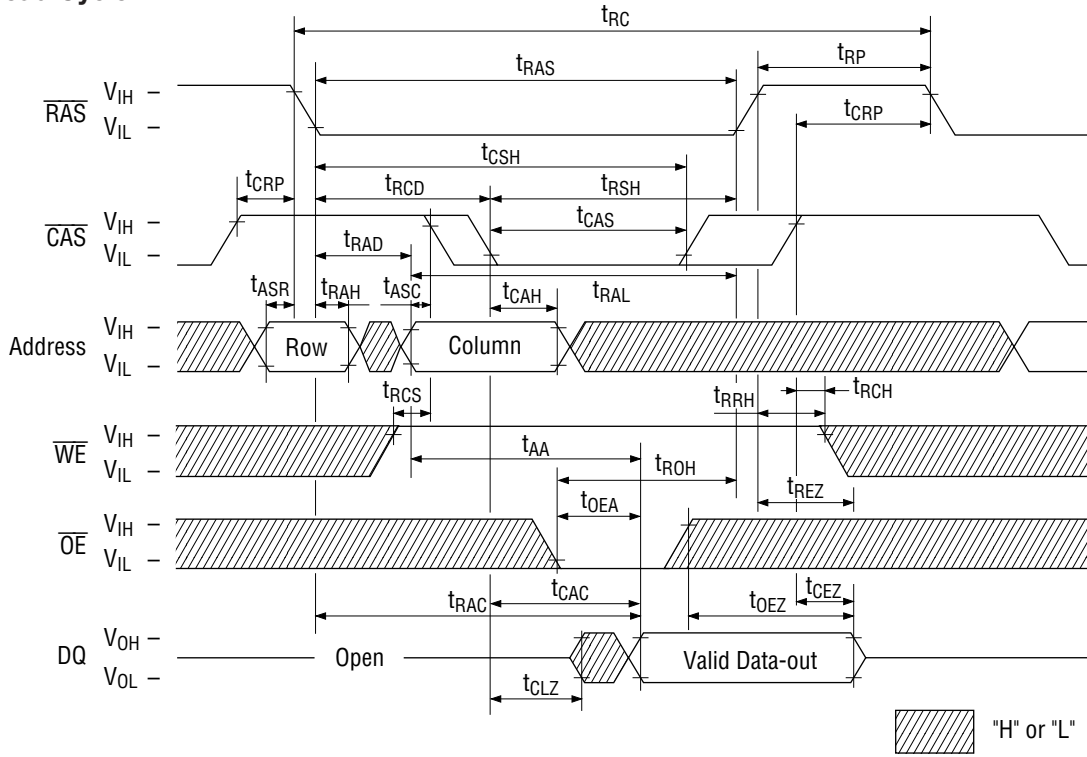 tRC
tRAS
tRP
RAS
VIH
VIL
tCRP
tCSH
tCRP
tRCD
tRSH
CAS
VIH
VIL
tCAS
tRAD
tRAL
tASR
tRAH
tASC
tCAH
Address
VIH
VIL
Row
Column
tRCS
tRRH
tRCH
WE
VIH
VIL
tAA
tROH
tREZ
tOEA
OE
VIH
VIL
tRAC
tCAC
tOEZ
tCEZ
DQ
VOH
VOL
Open
Valid Data-out
tCLZ
"H" or "L"